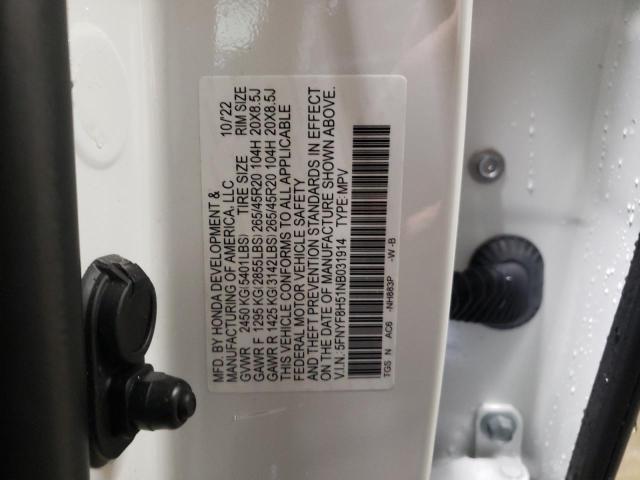 MFD. BY HONDA DEVELOPMENT &
MANUFACTURING OF AMERICA, LLC 10/22
GVWR 2450 KG(5401LBS) TIRE SIZE RIM SIZE
GAWR F 1295 KG(2855LBS) 265/45R20 104H 20X8.5J
GAWR R 1425 KG(3142LBS) 265/45R20 104H 20X8.5J
THIS VEHICLE CONFORMS TO ALL APPLICABLE
FEDERAL MOTOR VEHICLE SAFETY
AND THEFT PREVENTION STANDARDS IN EFFECT
ON THE DATE OF MANUFACTURE SHOWN ABOVE.
V.I.N. 5FNYF8H51NB031914 TYPE:MPV
TGS N AC6 -NH883P -W -B